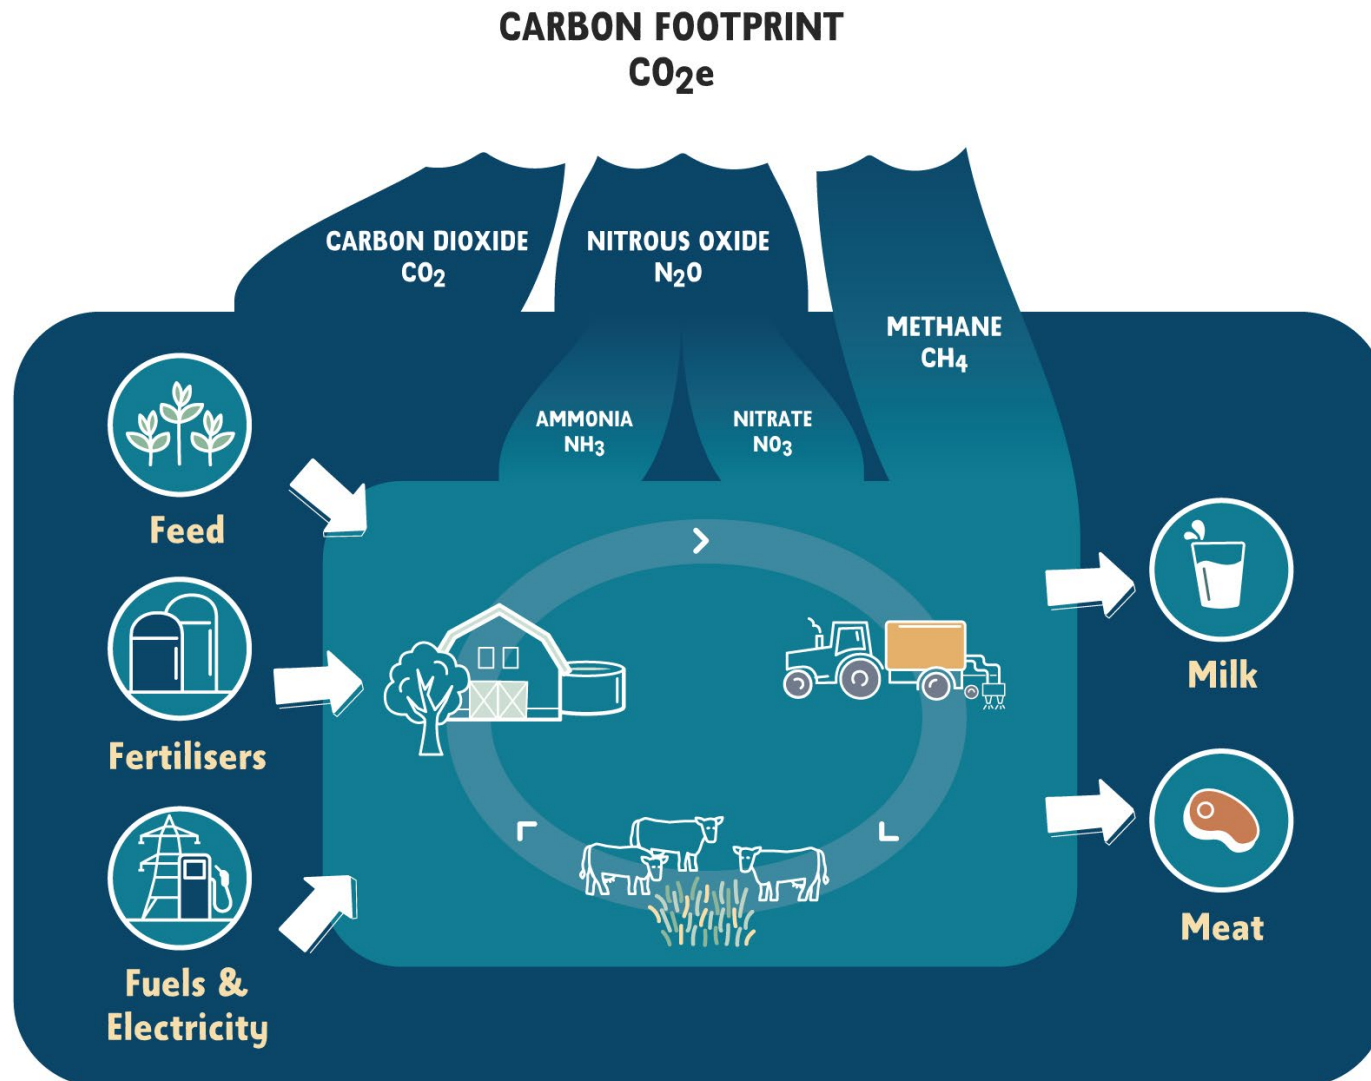 CARBON FOOTPRINT
CO₂e
CARBON DIOXIDE
CO₂
NITROUS OXIDE
N₂O
METHANE
CH₄
AMMONIA
NH₃
NITRATE
NO₃
Feed
Fertilisers
Fuels &
Electricity
Milk
Meat